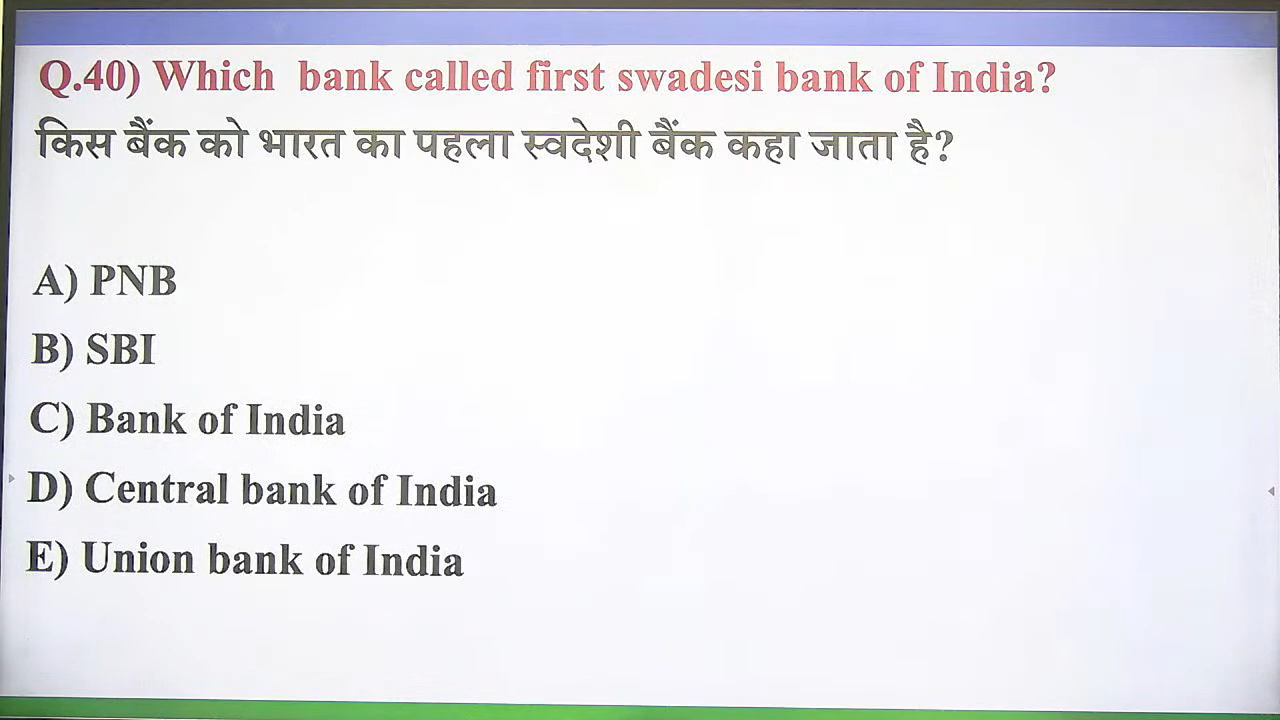 Q.40) Which bank called first swadesi bank of India?
किस बैंक को भारत का पहला स्वदेशी बैंक कहा जाता है?
A) PNB
B) SBI
C) Bank of India
D) Central bank of India
E) Union bank of India